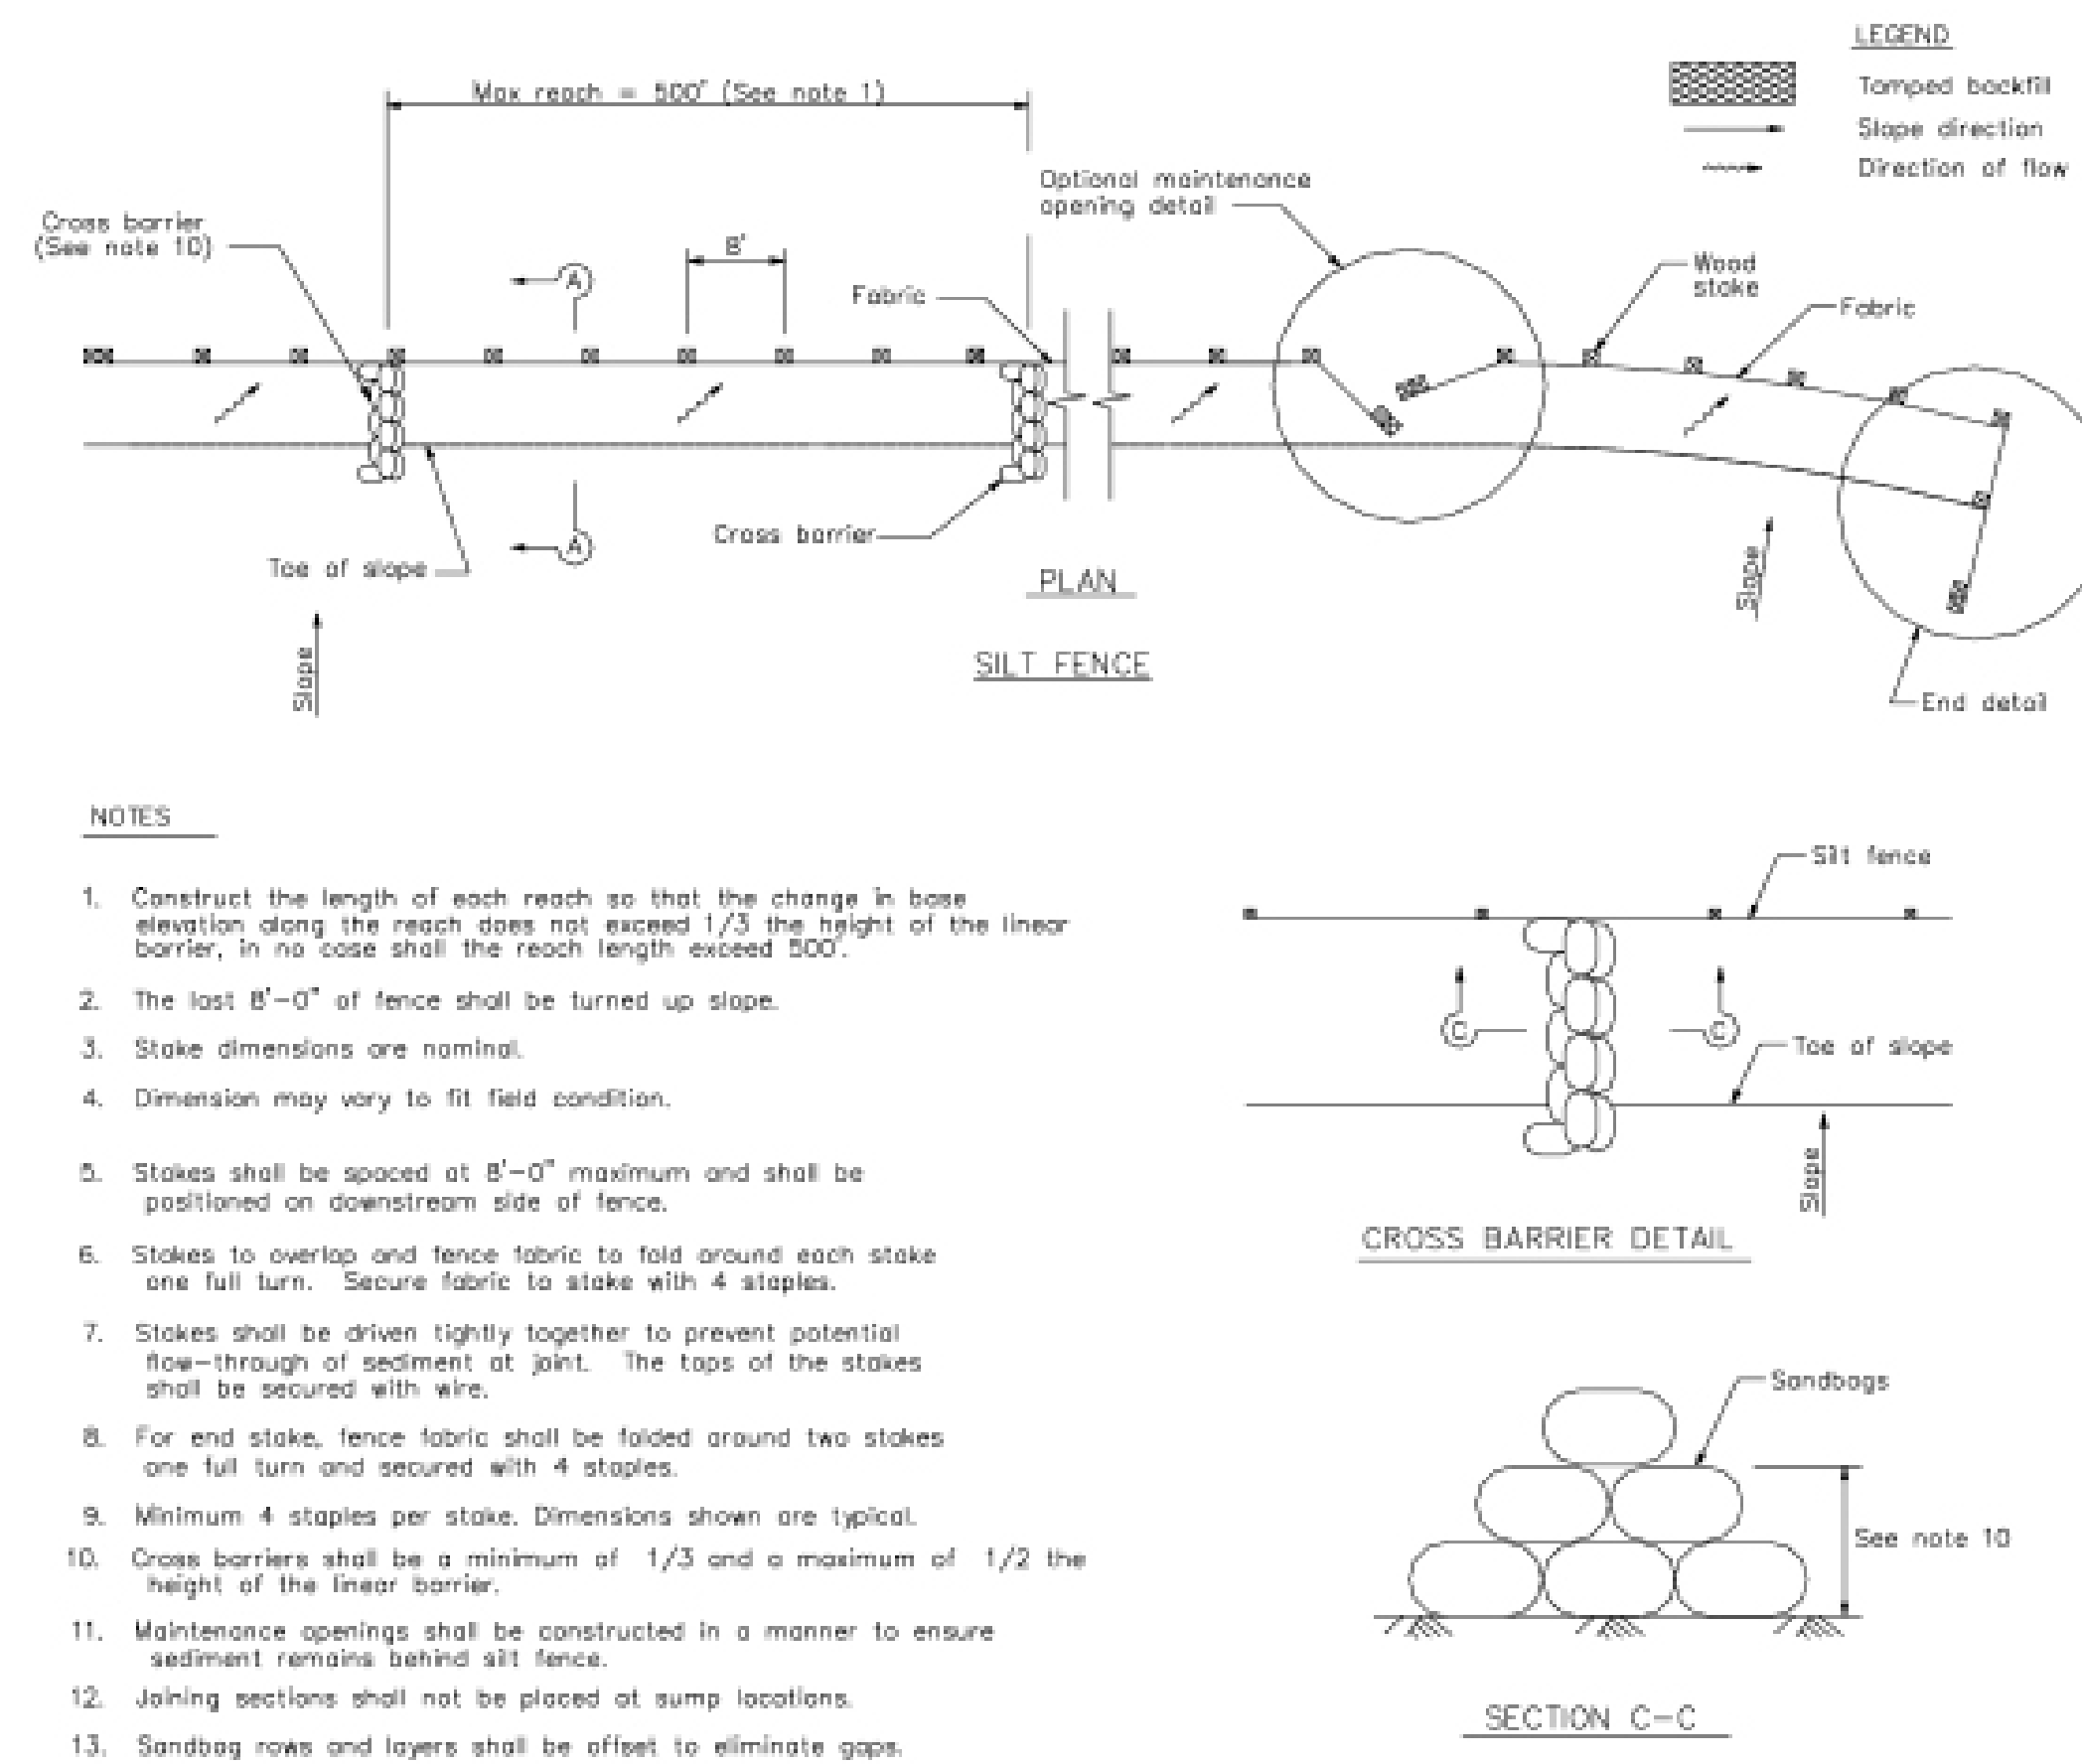 LEGEND
Tamped backfill
Slope direction
Direction of flow
Max reach = 500' (See note 1)
Optional maintenance
opening detail
Cross barrier
(See note 10)
8'
A
Fabric
Wood
stake
Fabric
Cross barrier
A
Toe of slope
PLAN
Slope
Slope
SILT FENCE
End detail
NOTES
1. Construct the length of each reach so that the change in base
elevation along the reach does not exceed 1/3 the height of the linear
barrier, in no case shall the reach length exceed 500'.
2. The last 8'-0" of fence shall be turned up slope.
3. Stake dimensions are nominal.
4. Dimension may vary to fit field condition.
5. Stakes shall be spaced at 8'-0" maximum and shall be
positioned on downstream side of fence.
6. Stakes to overlap and fence fabric to fold around each stake
one full turn. Secure fabric to stake with 4 staples.
7. Stakes shall be driven tightly together to prevent potential
flow-through of sediment at joint. The tops of the stakes
shall be secured with wire.
8. For end stake, fence fabric shall be folded around two stakes
one full turn and secured with 4 staples.
9. Minimum 4 staples per stake. Dimensions shown are typical.
10. Cross barriers shall be a minimum of 1/3 and a maximum of 1/2 the
height of the linear barrier.
11. Maintenance openings shall be constructed in a manner to ensure
sediment remains behind silt fence.
12. Joining sections shall not be placed at sump locations.
13. Sandbag rows and layers shall be offset to eliminate gaps.
Silt fence
C
C
Toe of slope
Slope
CROSS BARRIER DETAIL
Sandbags
See note 10
SECTION C-C